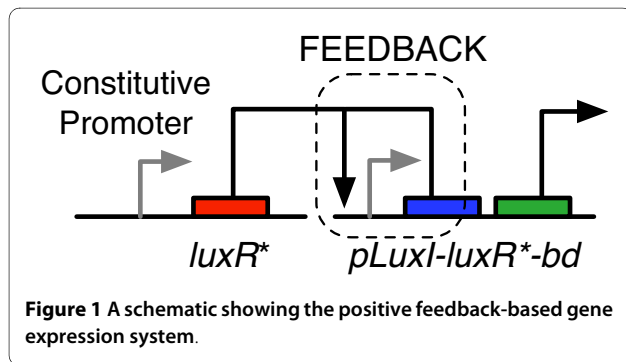 FEEDBACK
Constitutive
Promoter
luxR*
pLuxI-luxR*-bd
Figure 1 A schematic showing the positive feedback-based gene
expression system.